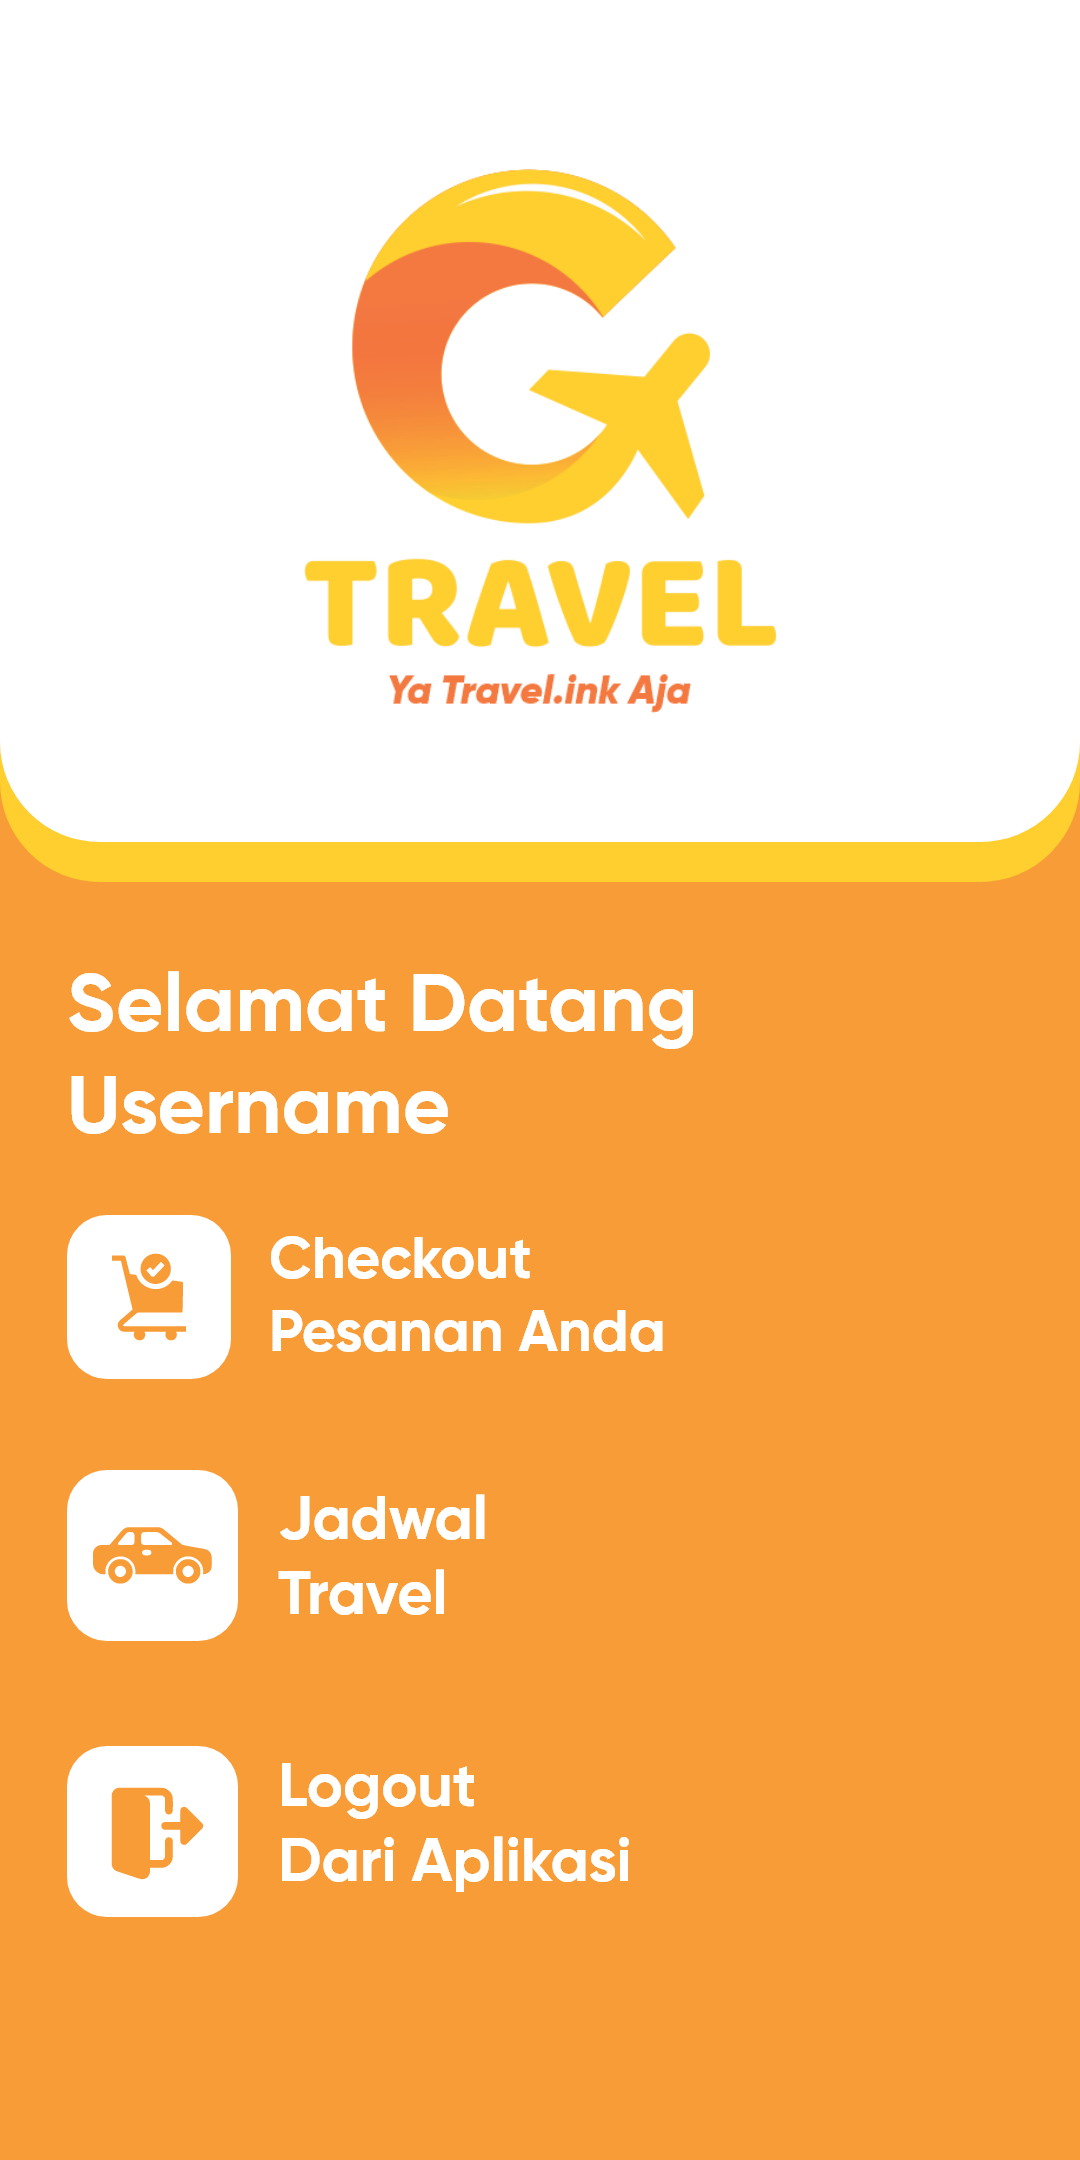 TRAVEL
Ya Travel.ink Aja
Selamat Datang
Username
Checkout
Pesanan Anda
Jadwal
Travel
Logout
Dari Aplikasi